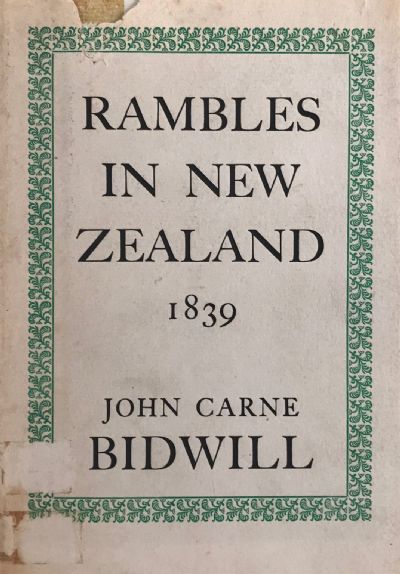 RAMBLES
IN NEW
ZEALAND
1839
JOHN CARNE
BIDWILL